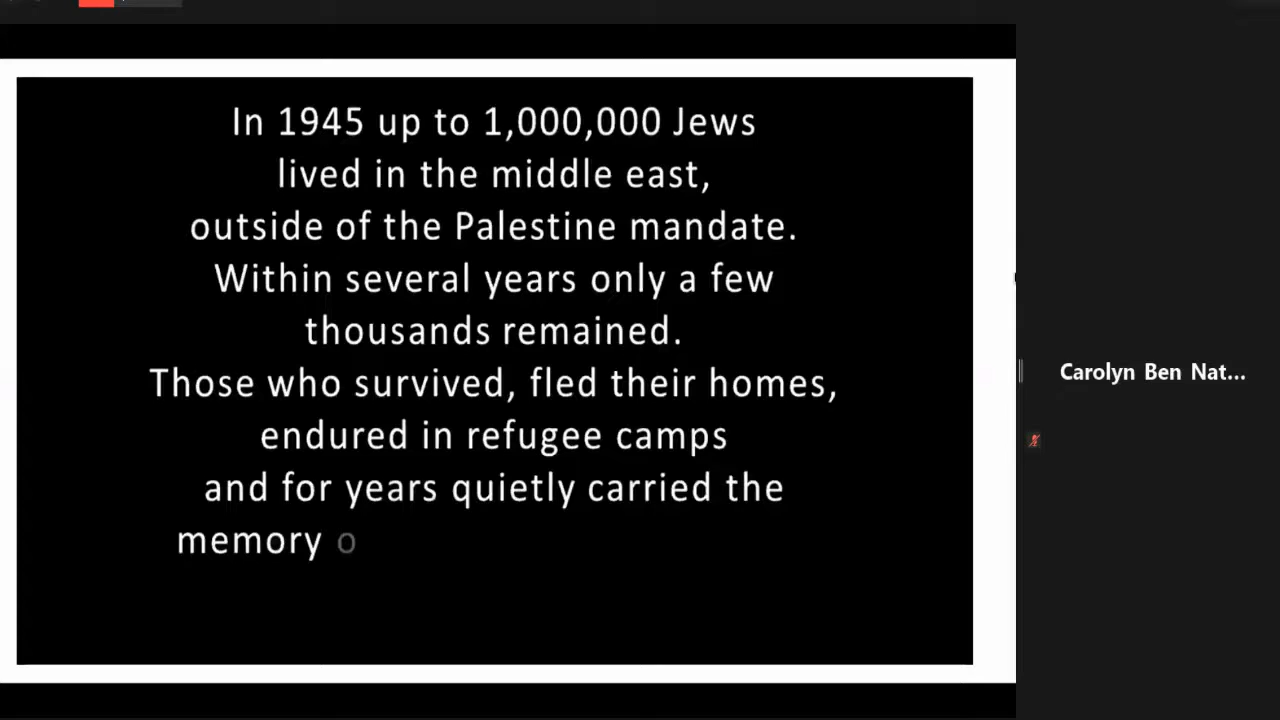 In 1945 up to 1,000,000 Jews
lived in the middle east,
outside of the Palestine mandate.
Within several years only a few
thousands remained.
Those who survived, fled their homes,
endured in refugee camps
and for years quietly carried the
memory o
Carolyn Ben Nat...